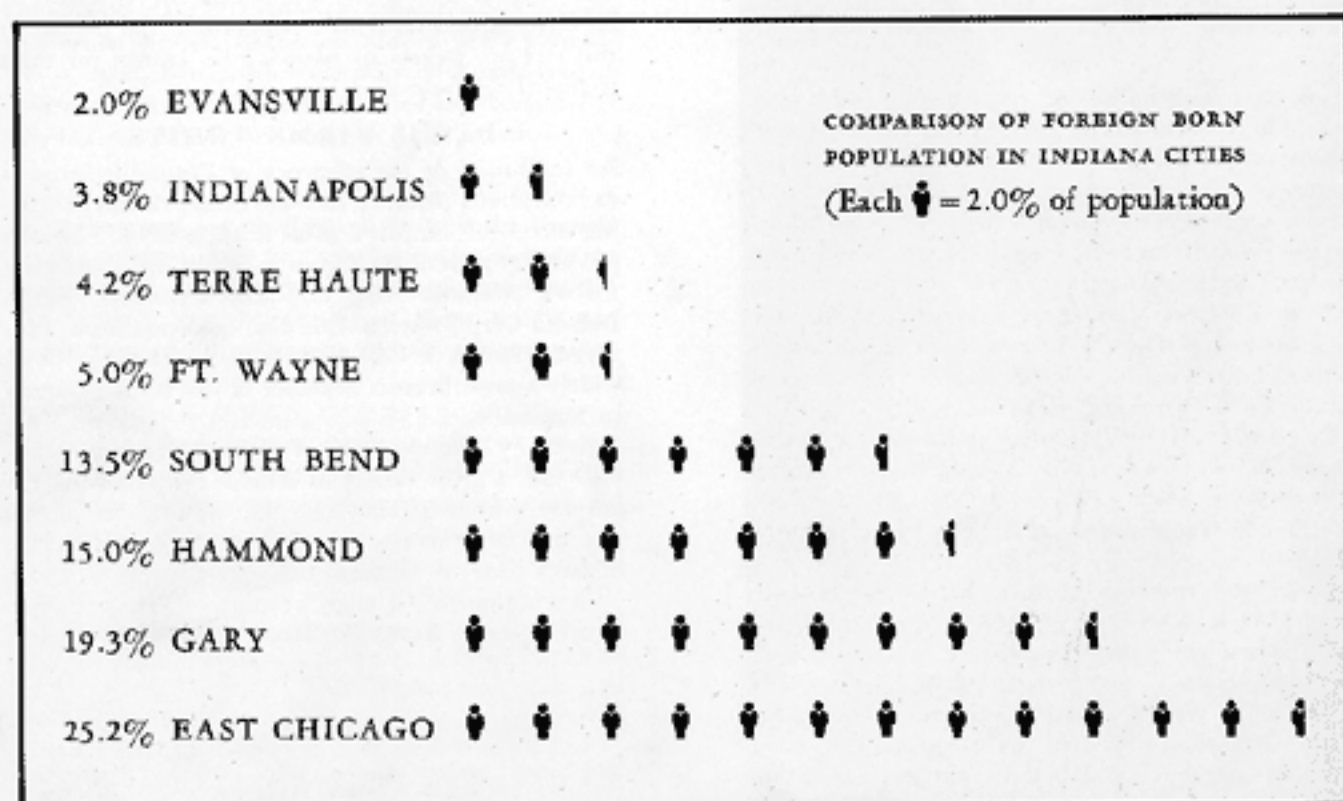 2.0% EVANSVILLE
COMPARISON OF FOREIGN BORN
POPULATION IN INDIANA CITIES
(Each = 2.0% of population)
3.8% INDIANAPOLIS
4.2% TERRE HAUTE
5.0% FT. WAYNE
13.5% SOUTH BEND
15.0% HAMMOND
19.3% GARY
25.2% EAST CHICAGO